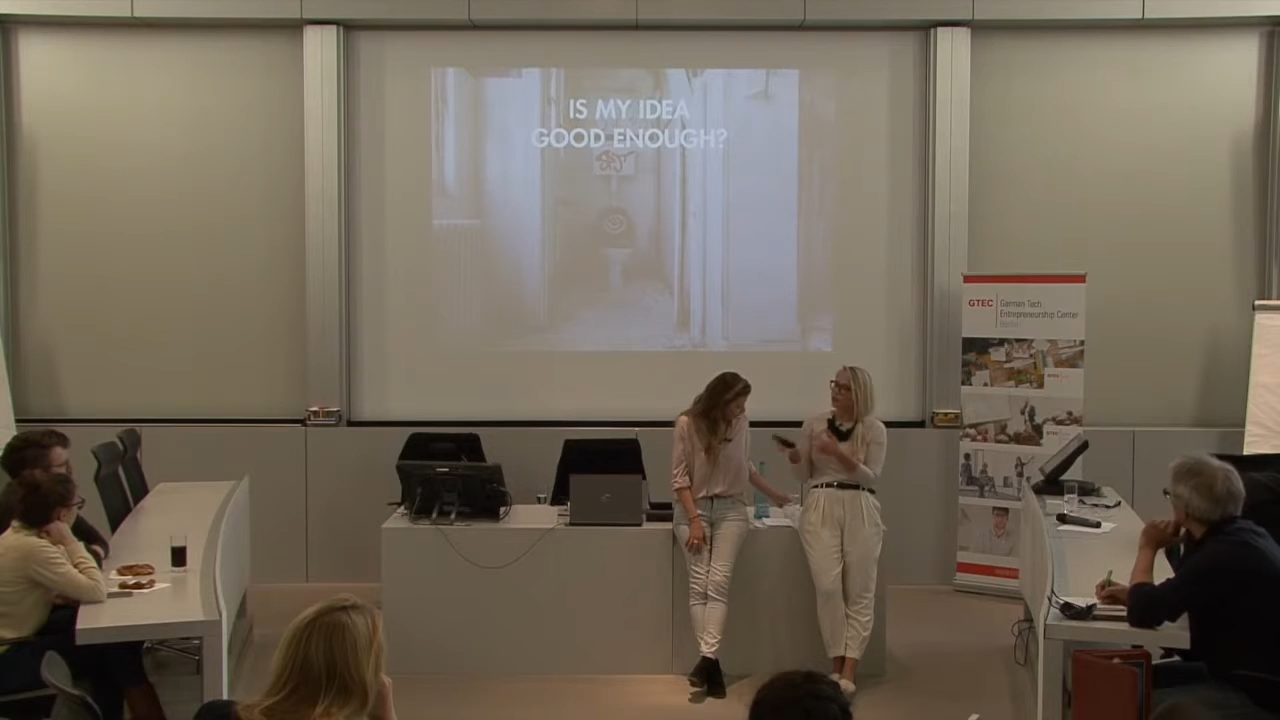 IS MY IDEA
GOOD ENOUGH?
GTEC
German Tech
Entrepreneurship Center